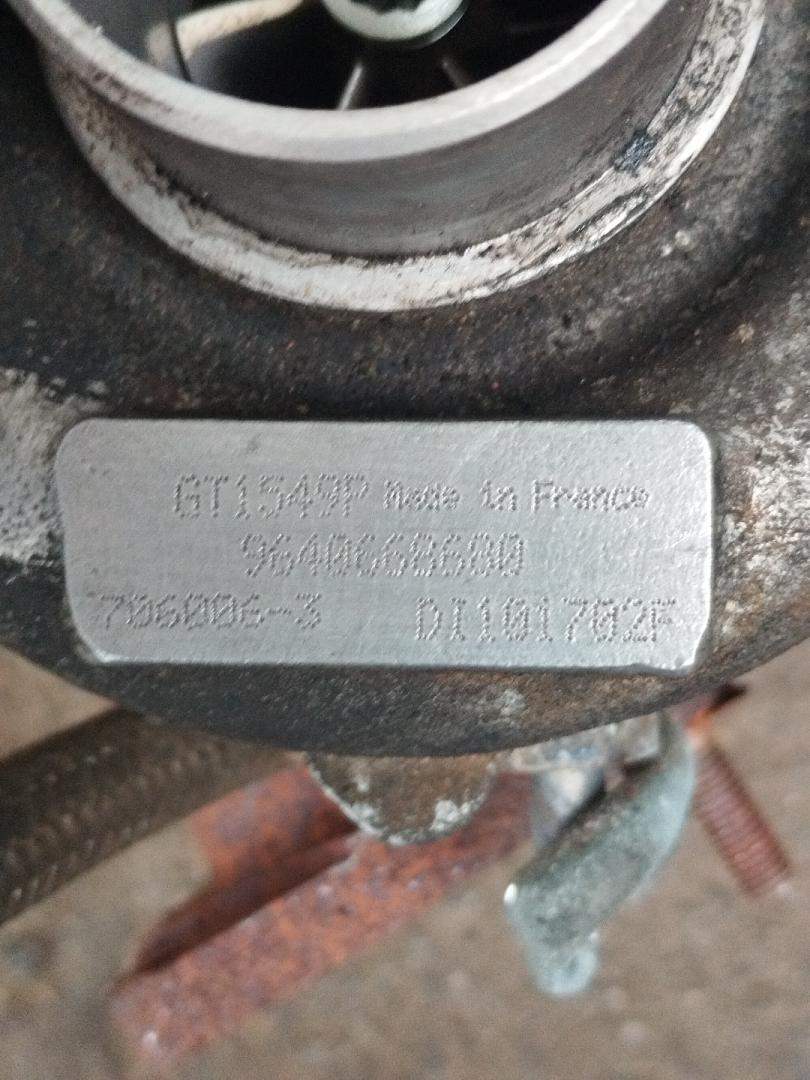 GT1549P Made in France
9640668680
706006-3 DI101702F